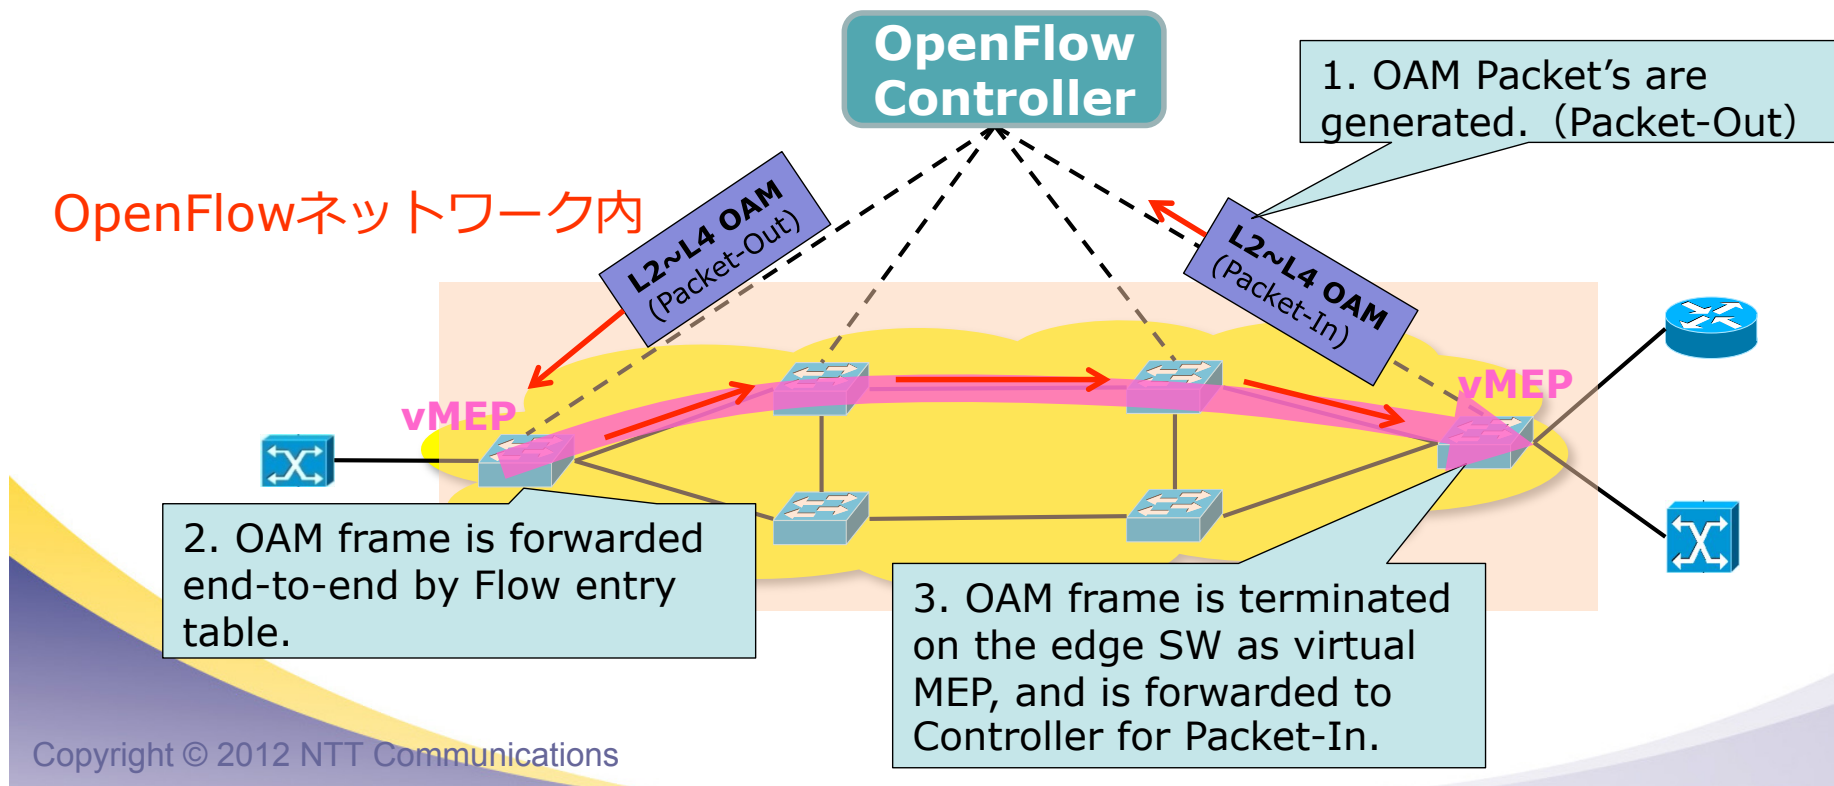 OpenFlow
Controller
1. OAM Packet’s are
generated.（Packet-Out）
OpenFlowネットワーク内
L2~L4 OAM
(Packet-Out)
L2~L4 OAM
(Packet-In)
vMEP
vMEP
2. OAM frame is forwarded
end-to-end by Flow entry
table.
3. OAM frame is terminated
on the edge SW as virtual
MEP, and is forwarded to
Controller for Packet-In.
Copyright © 2012 NTT Communications